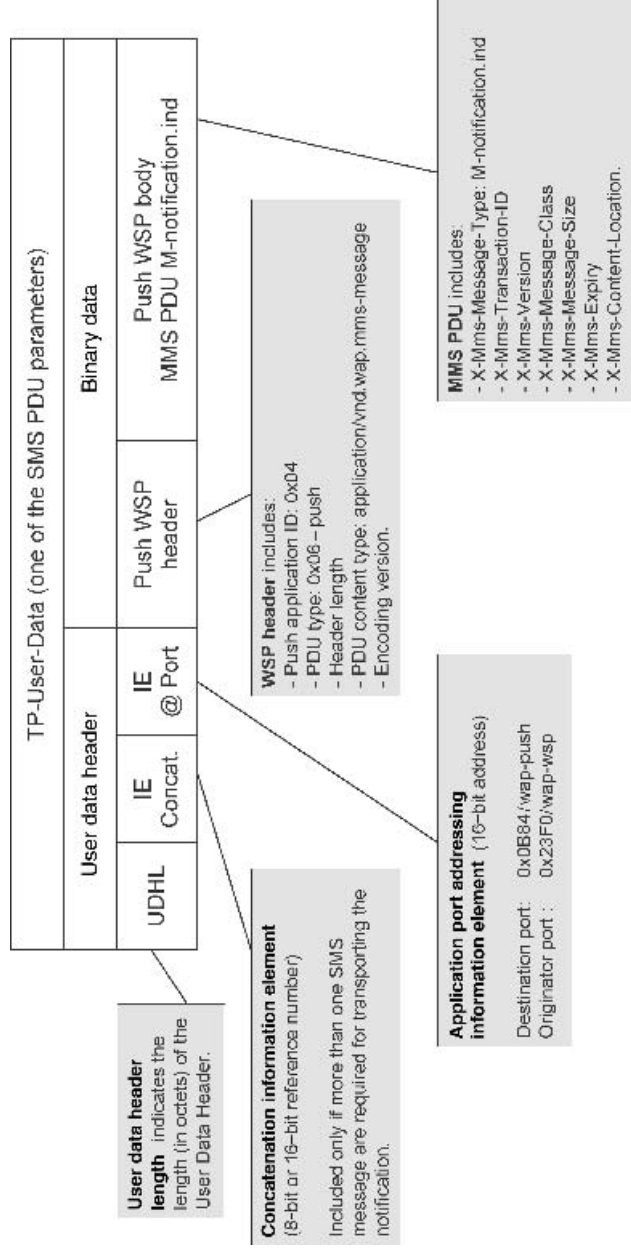 TP-User-Data (one of the SMS PDU parameters)
User data header
Binary data
UDHL
IE
Concat.
IE
@ Port
Push WSP
header
Push WSP body
MMS PDU M-notification.ind
User data header
length indicates the
length (in octets) of the
User Data Header.
Concatenation information element
(8-bit or 16-bit reference number)
Included only if more than one SMS
message are required for transporting the
notification.
Application port addressing
information element (16-bit address)
Destination port: 0x0B84/wap-push
Originator port : 0x23F0/wap-wsp
WSP header includes:
- Push application ID: 0x04
- PDU type: 0x06 – push
- Header length
- PDU content type: application/vnd.wap.mms-message
- Encoding version.
MMS PDU includes:
- X-Mms-Message-Type: M-notification.ind
- X-Mms-Transaction-ID
- X-Mms-Version
- X-Mms-Message-Class
- X-Mms-Message-Size
- X-Mms-Expiry
- X-Mms-Content-Location.